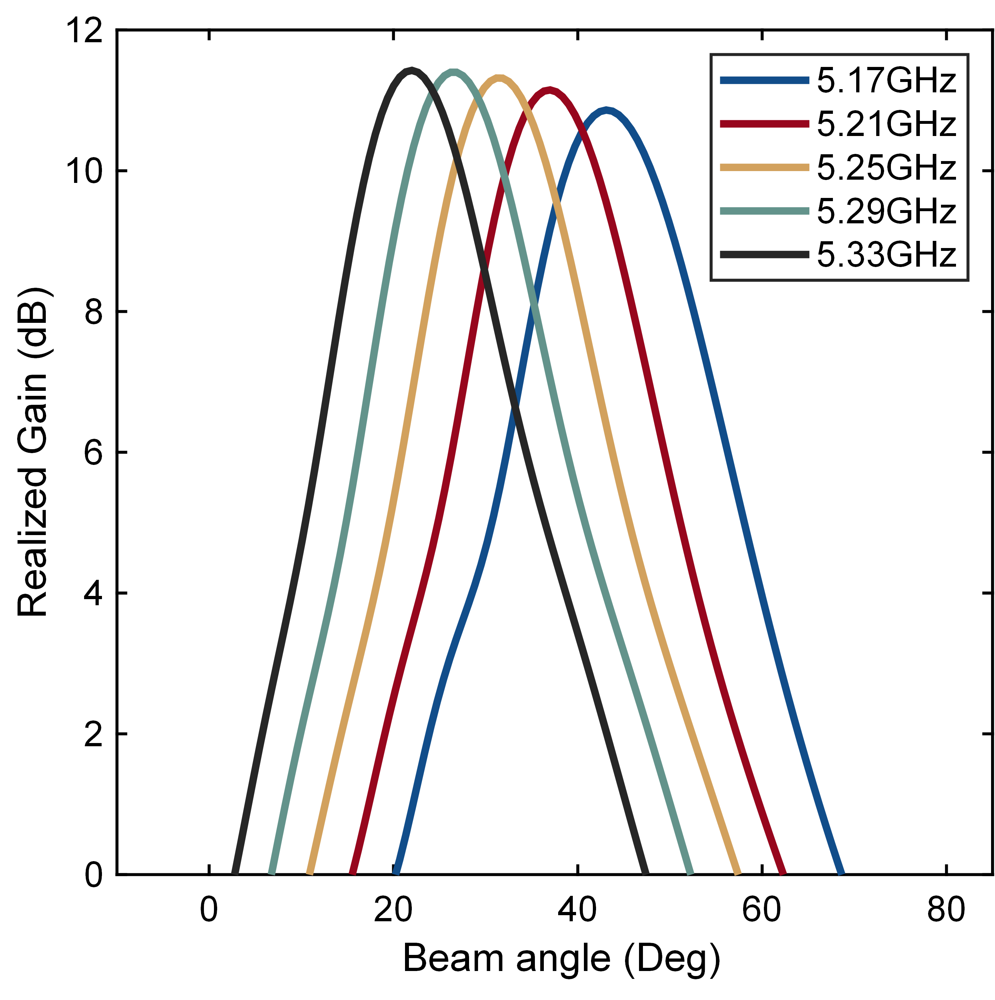 12
10
8
6
4
2
0
Realized Gain (dB)
5.17GHz
5.21GHz
5.25GHz
5.29GHz
5.33GHz
0 20 40 60 80
Beam angle (Deg)